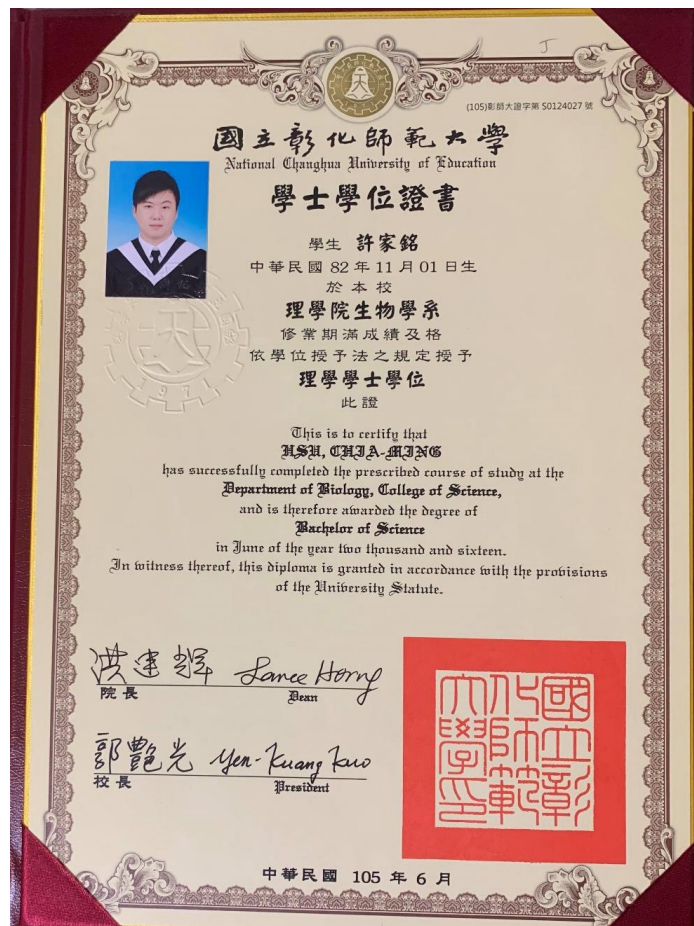 J
(105)彰師大證字第 S0124027 號
國立彰化師範大學
National Changhua University of Education
學士學位證書
學生 許家銘
中華民國 82 年 11 月 01 日生
於本校
理學院生物學系
修業期滿成績及格
依學位授予法之規定授予
理學學士學位
此證
1971
This is to certify that
HSU, CHIA-MING
has successfully completed the prescribed course of study at the
Department of Biology, College of Science,
and is therefore awarded the degree of
Bachelor of Science
in June of the year two thousand and sixteen.
In witness thereof, this diploma is granted in accordance with the provisions
of the University Statute.
洪連輝 Lance Horng
院長 Dean
郭艷光 Yen-Kuang Kuo
校長 President
國立彰
化師範
大學印
中華民國 105 年 6 月